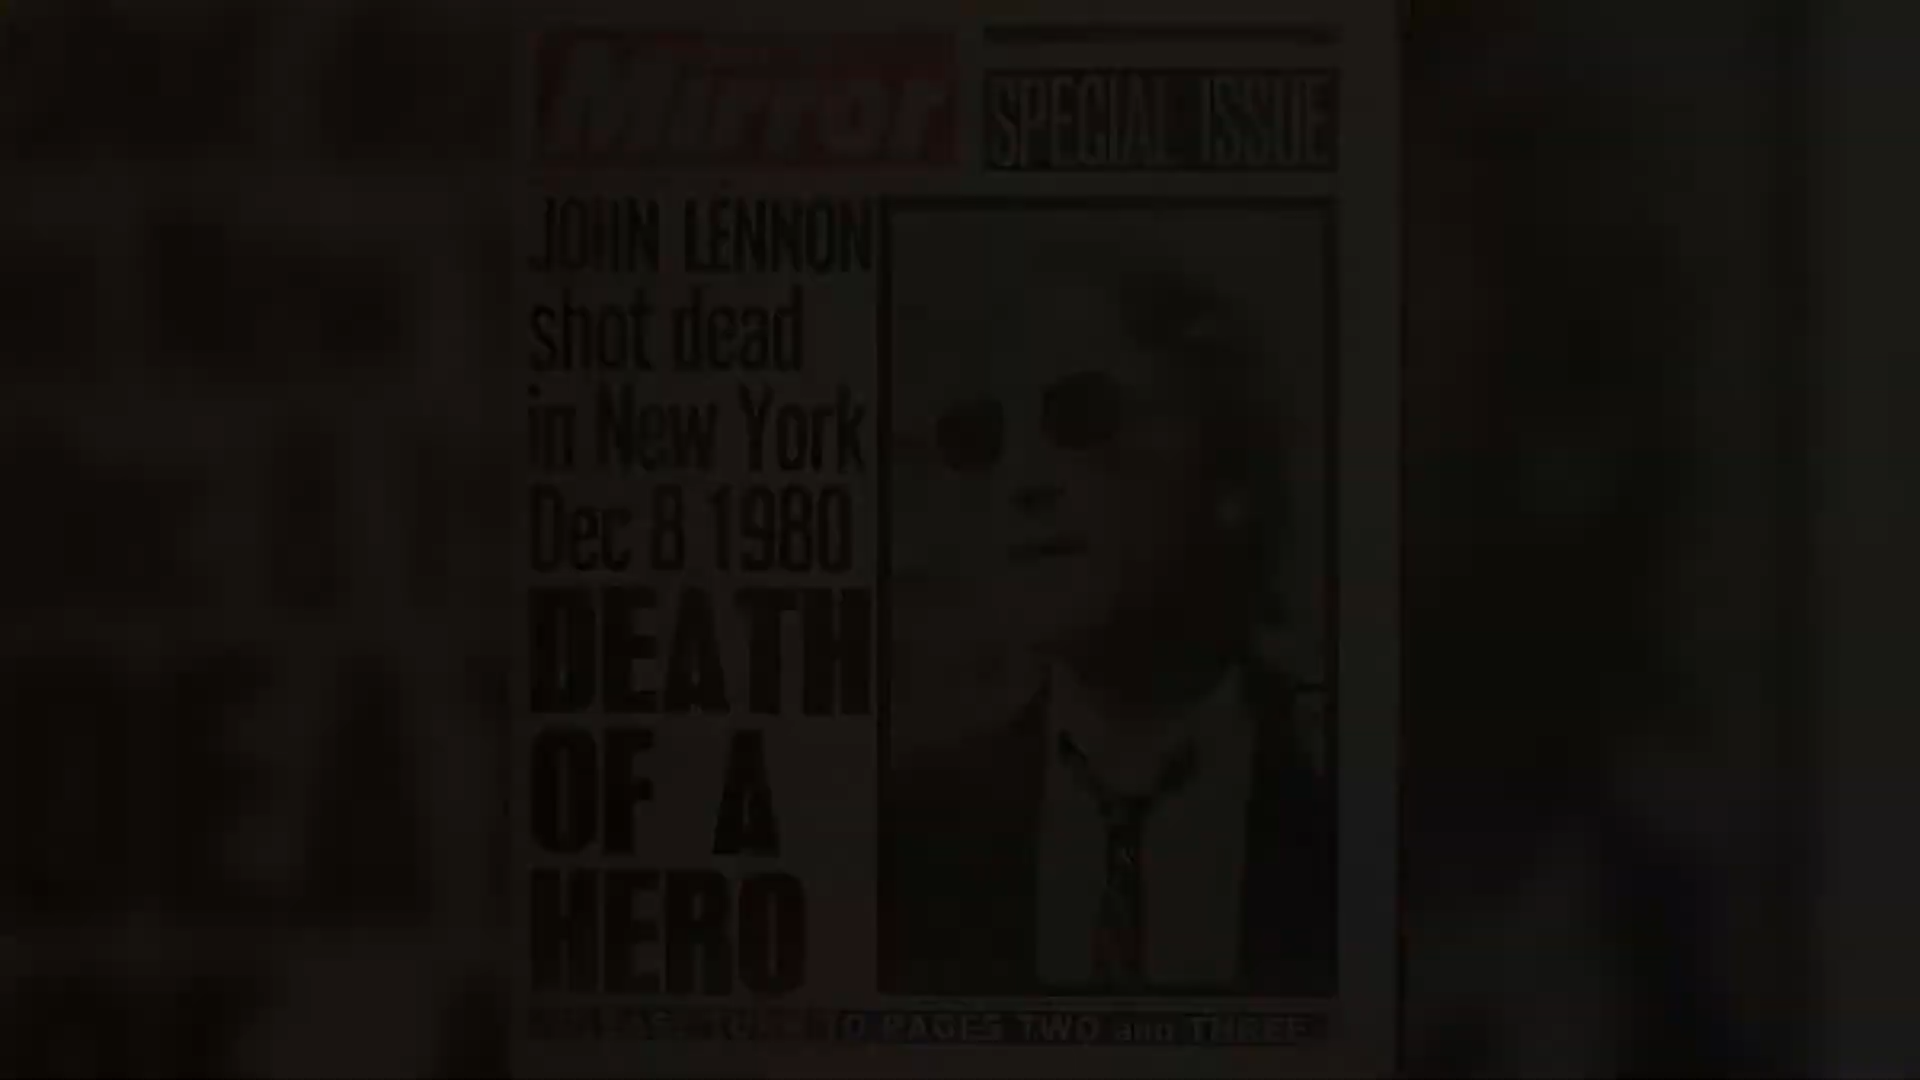 Mirror
SPECIAL ISSUE
JOHN LENNON
shot dead
in New York
Dec 8 1980
DEATH
OF A
HERO
PAGES TWO and THREE